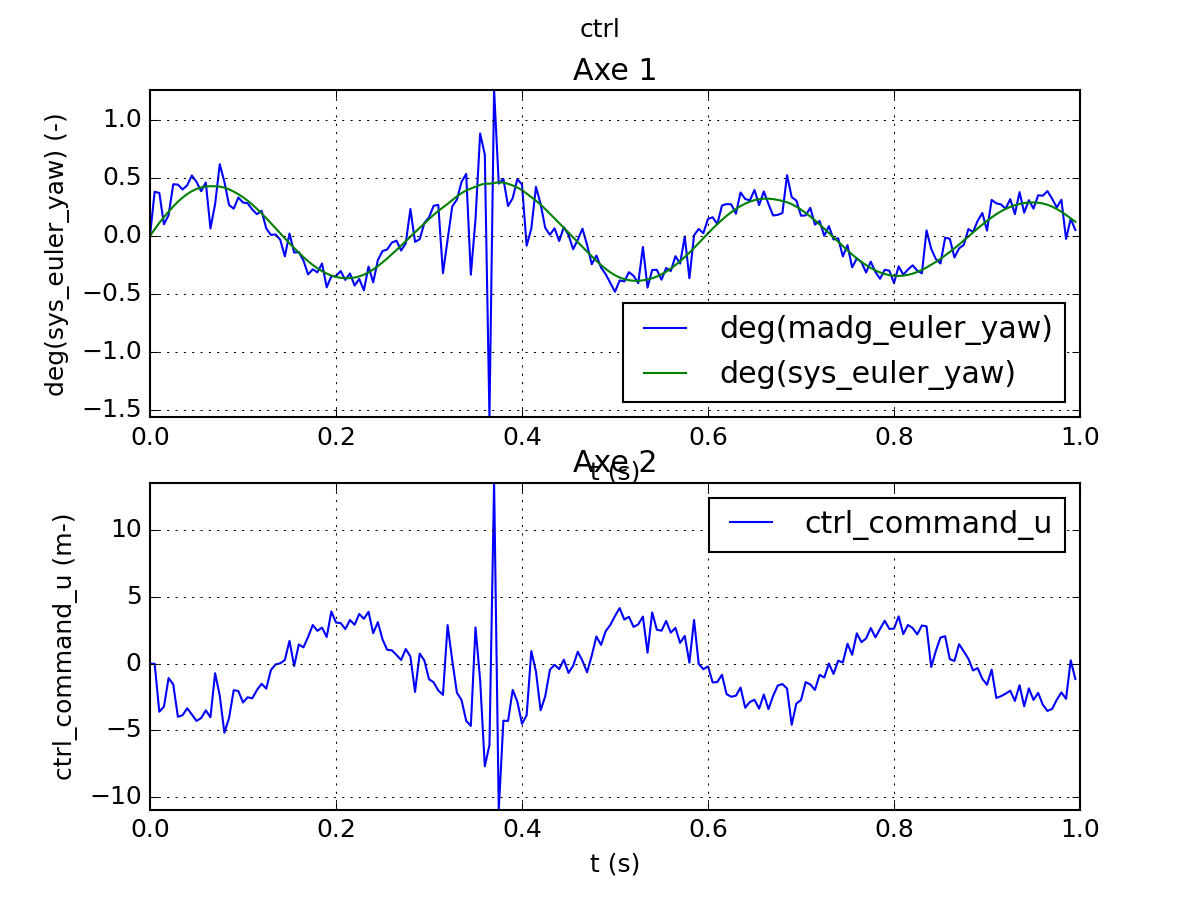 ctrl
Axe 1
deg(sys_euler_yaw) (-)
1.0
0.5
0.0
−0.5
−1.0
−1.5
deg(madg_euler_yaw)
deg(sys_euler_yaw)
0.0 0.2 0.4 0.6 0.8 1.0
t (s)
Axe 2
ctrl_command_u (m-)
10
5
0
−5
−10
ctrl_command_u
0.0 0.2 0.4 0.6 0.8 1.0
t (s)